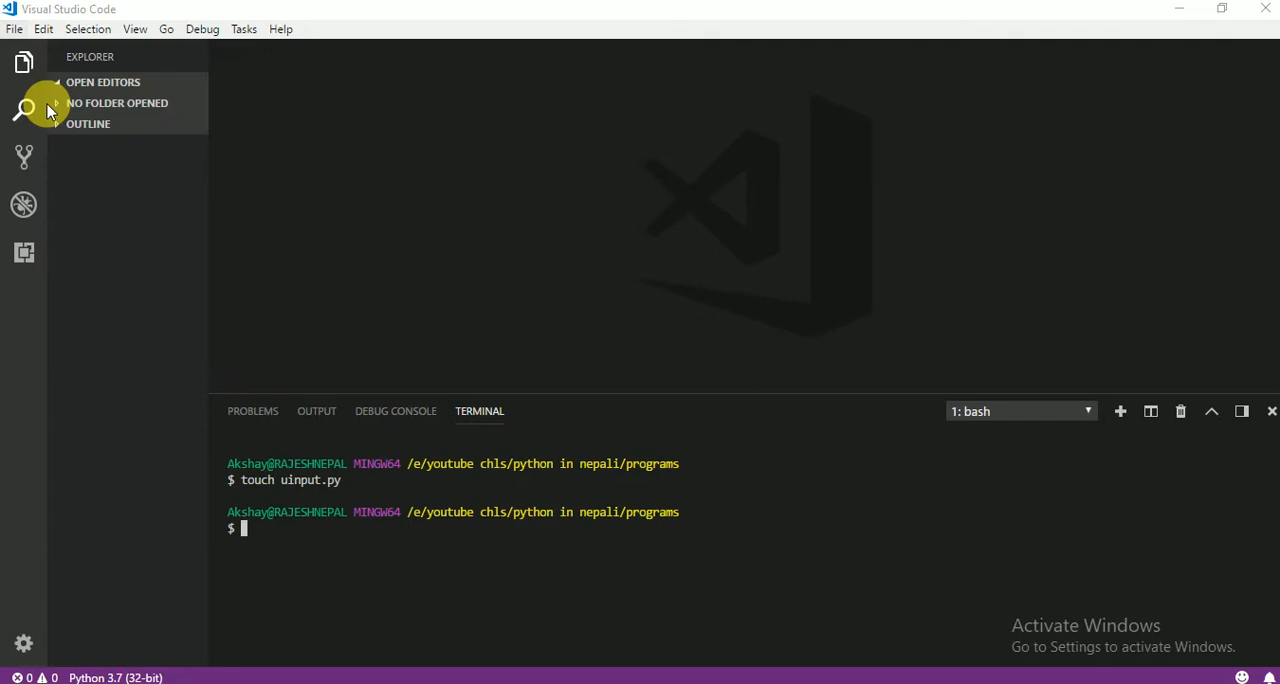 Visual Studio Code
File Edit Selection View Go Debug Tasks Help
EXPLORER
OPEN EDITORS
NO FOLDER OPENED
OUTLINE
PROBLEMS OUTPUT DEBUG CONSOLE TERMINAL 1: bash
Akshay@RAJESHNEPAL MINGW64 /e/youtube chls/python in nepali/programs
$ touch uinput.py
Akshay@RAJESHNEPAL MINGW64 /e/youtube chls/python in nepali/programs
$
Activate Windows
Go to Settings to activate Windows.
0 0 Python 3.7 (32-bit)